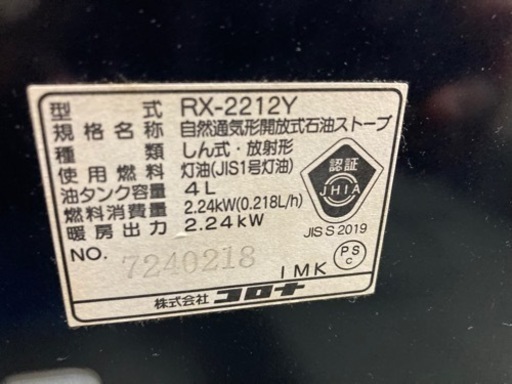 型 式 RX-2212Y
規格名称 自然通気形開放式石油ストーブ
種 類 しん式・放射形
使用燃料 灯油(JIS1号灯油)
油タンク容量 4L
燃料消費量 2.24kW(0.218L/h)
暖房出力 2.24kW
NO. 7240218
認証
JHIA
JIS S 2019
1MK
PS
C
株式会社 コロナ